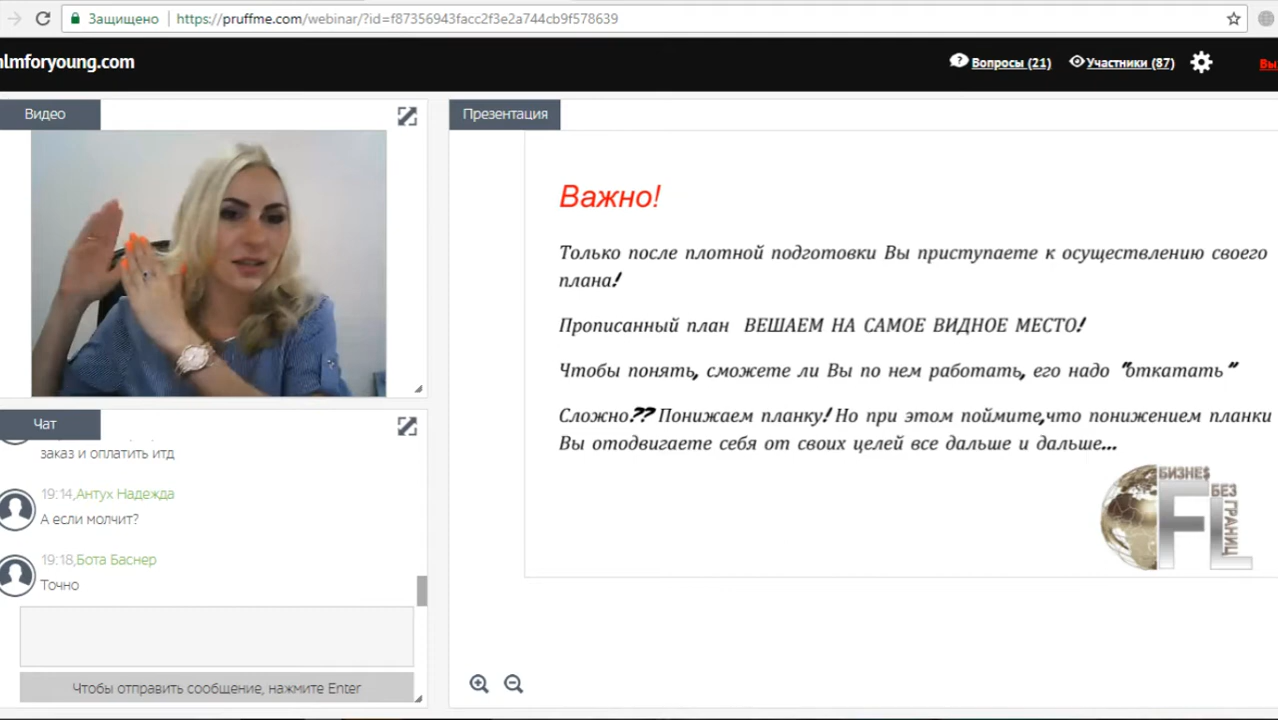 Защищено
https://pruffme.com/webinar/?id=f87356943facc2f3e2a744cb9f578639
mlmforyoung.com
Вопросы (21)
Участники (87)
Видео
Презентация
Важно!
Только после плотной подготовки Вы приступаете к осуществлению своего
плана!
Прописанный план ВЕШАЕМ НА САМОЕ ВИДНОЕ МЕСТО!
Чтобы понять, сможете ли Вы по нем работать, его надо "откатать"
Сложно?? Понижаем планку! Но при этом поймите,что понижением планки
Вы отодвигаете себя от своих целей все дальше и дальше...
БИЗНЕS
БЕЗ
ГРАНИЦ
FL
Чат
заказ и оплатить итд
19:14,Антух Надежда
А если молчит?
19:18,Бота Баснер
Точно
Чтобы отправить сообщение, нажмите Enter